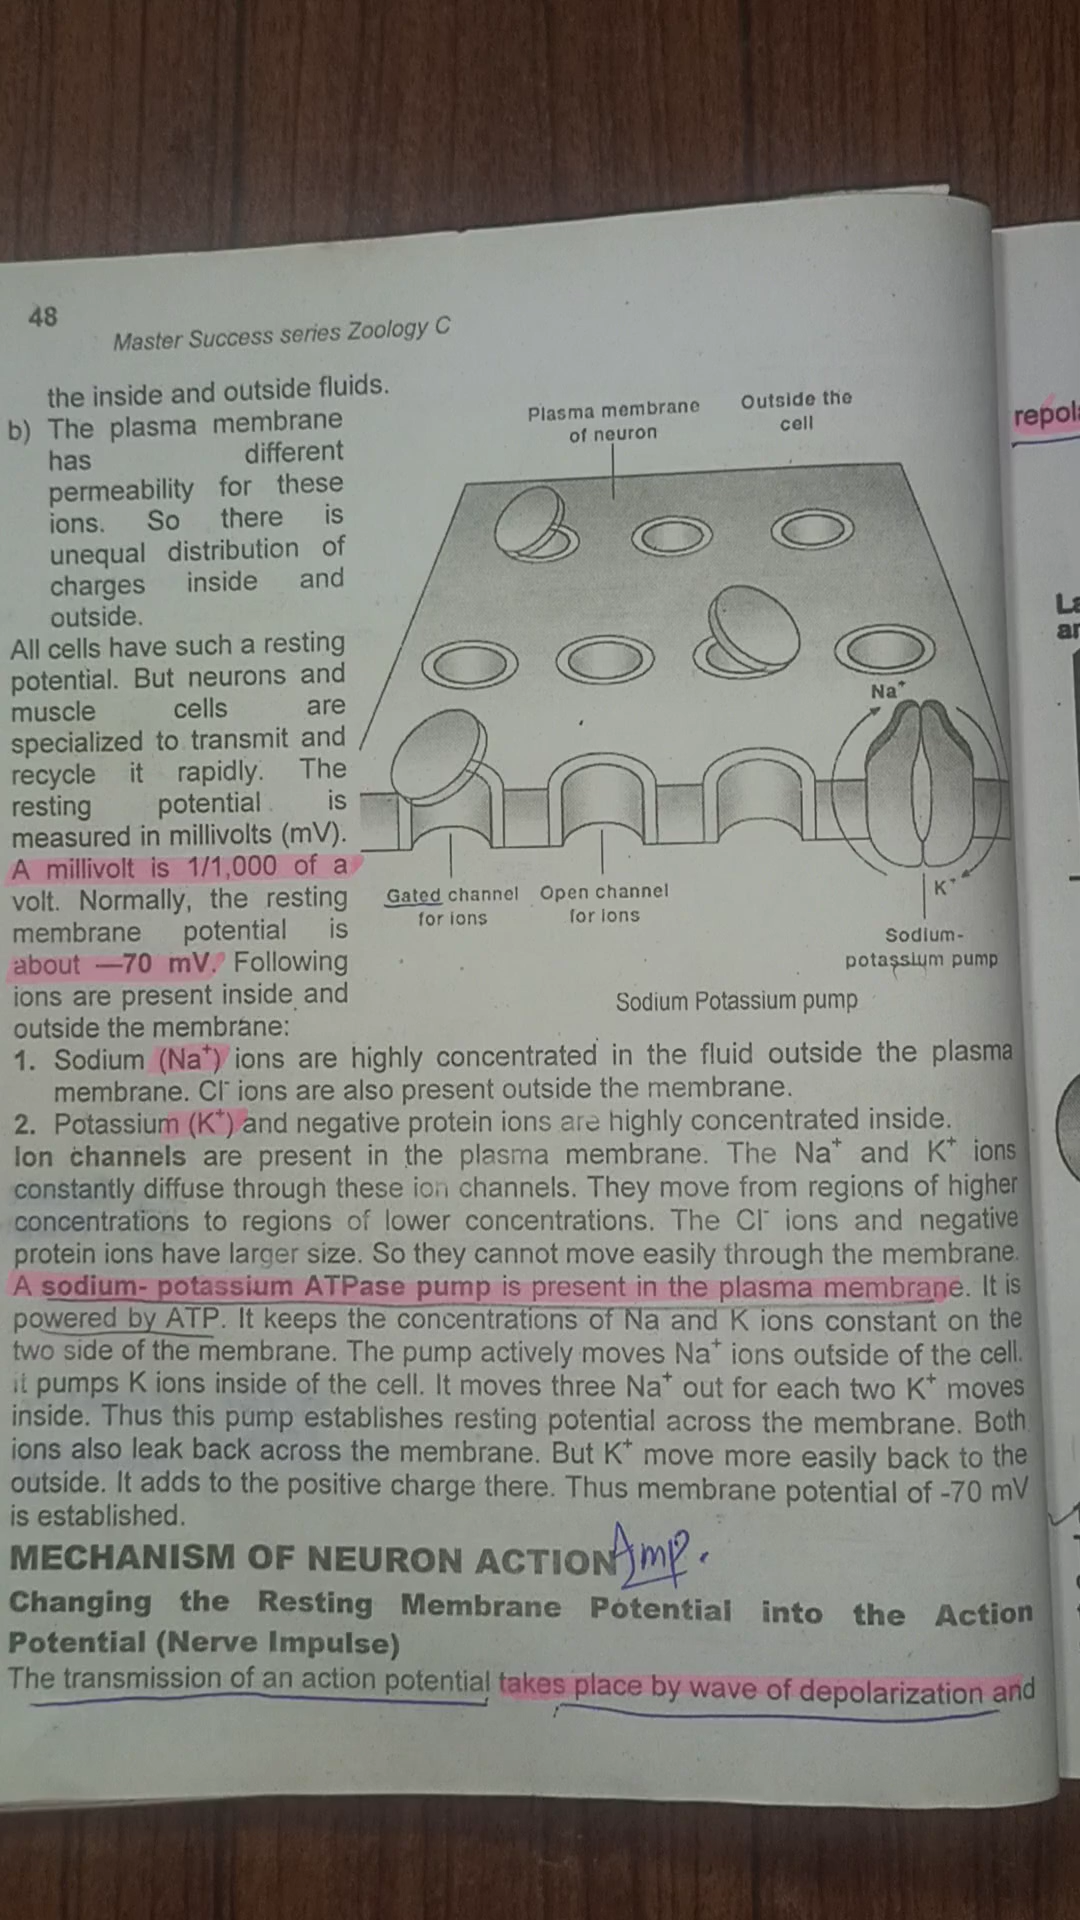 48
Master Success series Zoology C
the inside and outside fluids.
b) The plasma membrane
has different
permeability for these
ions. So there is
unequal distribution of
charges inside and
outside.
All cells have such a resting
potential. But neurons and
muscle cells are
specialized to transmit and
recycle it rapidly. The
resting potential is
measured in millivolts (mV).
A millivolt is 1/1,000 of a
volt. Normally, the resting
membrane potential is
about —70 mV. Following
ions are present inside and
outside the membrane:
Plasma membrane
of neuron
Outside the
cell
Na⁺
K⁺
Gated channel
for ions
Open channel
for ions
Sodium-
potassium pump
Sodium Potassium pump
1. Sodium (Na⁺) ions are highly concentrated in the fluid outside the plasma
membrane. Cl⁻ ions are also present outside the membrane.
2. Potassium (K⁺) and negative protein ions are highly concentrated inside.
Ion channels are present in the plasma membrane. The Na⁺ and K⁺ ions
constantly diffuse through these ion channels. They move from regions of higher
concentrations to regions of lower concentrations. The Cl⁻ ions and negative
protein ions have larger size. So they cannot move easily through the membrane.
A sodium- potassium ATPase pump is present in the plasma membrane. It is
powered by ATP. It keeps the concentrations of Na and K ions constant on the
two side of the membrane. The pump actively moves Na⁺ ions outside of the cell.
it pumps K ions inside of the cell. It moves three Na⁺ out for each two K⁺ moves
inside. Thus this pump establishes resting potential across the membrane. Both
ions also leak back across the membrane. But K⁺ move more easily back to the
outside. It adds to the positive charge there. Thus membrane potential of -70 mV
is established.
MECHANISM OF NEURON ACTION Imp.
Changing the Resting Membrane Potential into the Action
Potential (Nerve Impulse)
The transmission of an action potential takes place by wave of depolarization and